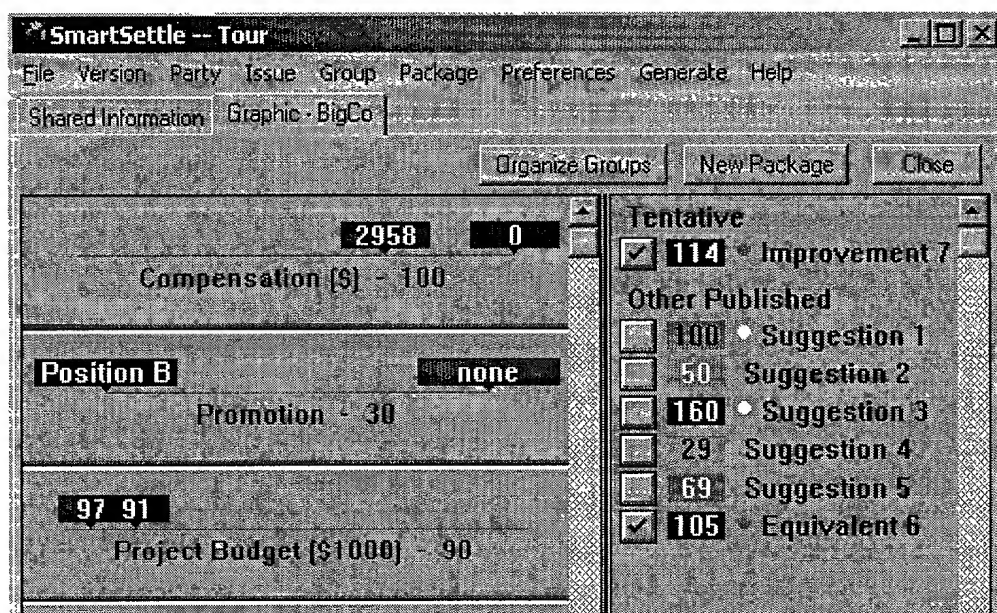 SmartSettle -- Tour
File Version Party Issue Group Package Preferences Generate Help
Shared Information Graphic - BigCo
Organize Groups New Package Close
2958 0
Compensation ($) - 100
Position B none
Promotion - 30
97 91
Project Budget ($1000) - 90
Tentative
114 Improvement 7
Other Published
100 Suggestion 1
50 Suggestion 2
160 Suggestion 3
29 Suggestion 4
69 Suggestion 5
105 Equivalent 6